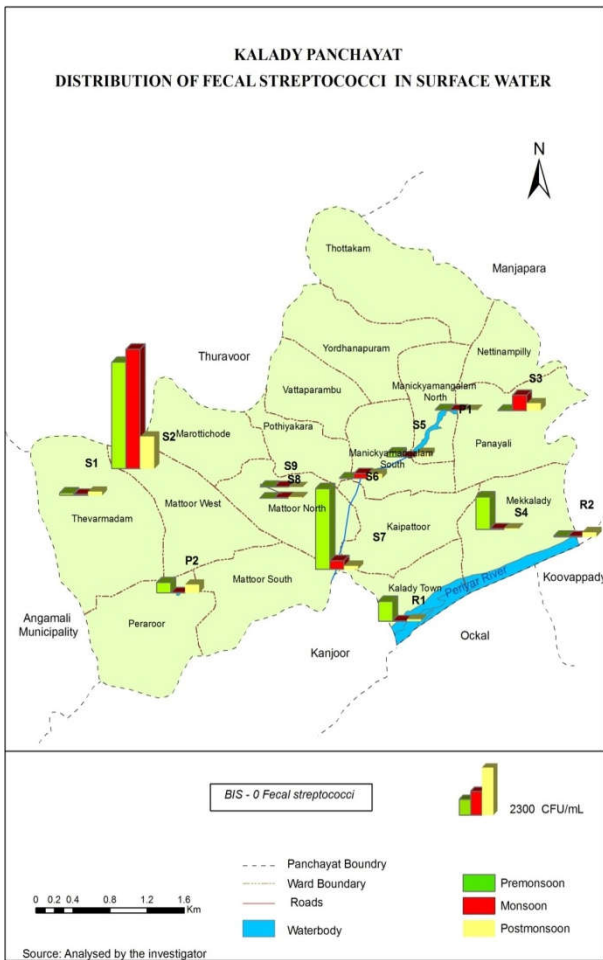 KALADY PANCHAYAT
DISTRIBUTION OF FECAL STREPTOCOCCI IN SURFACE WATER
N
Thottakam
Manjapara
Thuravoor
Yordhanapuram
Nettinampilly
Vattaparambu
Manickyamangalam
North
S3
P1
Marottichode
S2
Pothiyakara
S5
Panayali
Manickyamangalam
South
S1
S9
S8
S6
Thevarmadam
Mattoor West
Mattoor North
Mekkalady
S4
R2
Kaipattoor
S7
P2
Mattoor South
Kalady Town
R1
Periyar River
Koovappady
Angamali
Municipality
Peraroor
Kanjoor
Ockal
BIS - 0 Fecal streptococci
2300 CFU/mL
Panchayat Boundry
Ward Boundary
Roads
Waterbody
Premonsoon
Monsoon
Postmonsoon
0 0.2 0.4 0.8 1.2 1.6
Km
Source: Analysed by the investigator